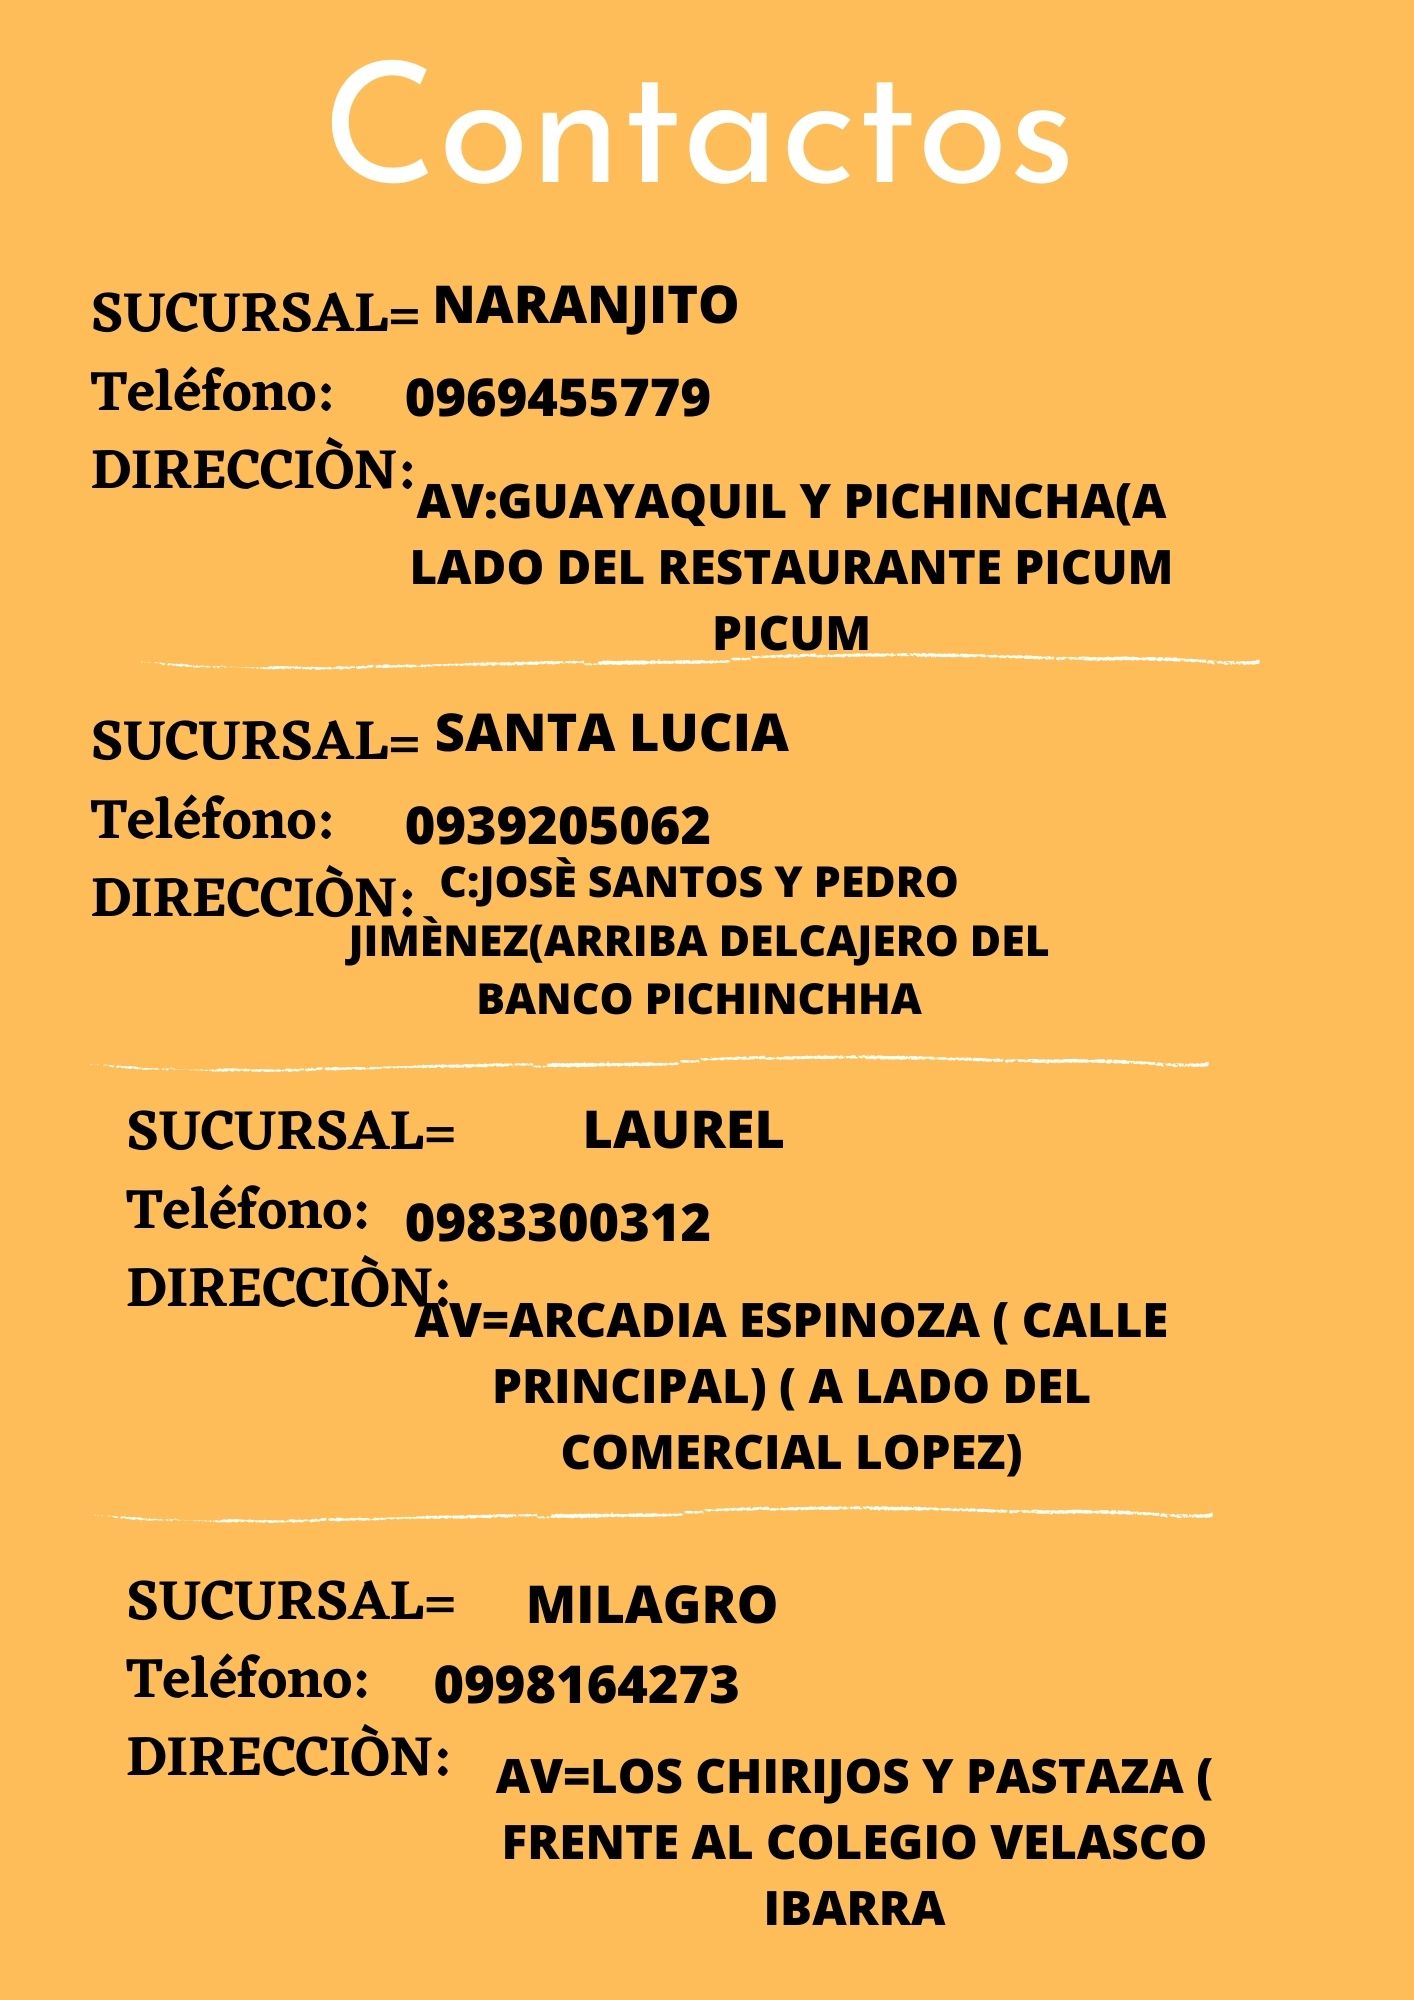 Contactos
SUCURSAL= NARANJITO
Teléfono: 0969455779
DIRECCIÒN:
AV:GUAYAQUIL Y PICHINCHA(A
LADO DEL RESTAURANTE PICUM
PICUM
SUCURSAL= SANTA LUCIA
Teléfono: 0939205062
DIRECCIÒN: C:JOSÈ SANTOS Y PEDRO
JIMÈNEZ(ARRIBA DELCAJERO DEL
BANCO PICHINCHHA
SUCURSAL= LAUREL
Teléfono: 0983300312
DIRECCIÒN:
AV=ARCADIA ESPINOZA ( CALLE
PRINCIPAL) ( A LADO DEL
COMERCIAL LOPEZ)
SUCURSAL= MILAGRO
Teléfono: 0998164273
DIRECCIÒN:
AV=LOS CHIRIJOS Y PASTAZA (
FRENTE AL COLEGIO VELASCO
IBARRA